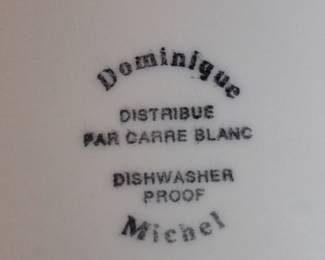 Dominique
DISTRIBUE
PAR CARRE BLANC
DISHWASHER
PROOF
Michel